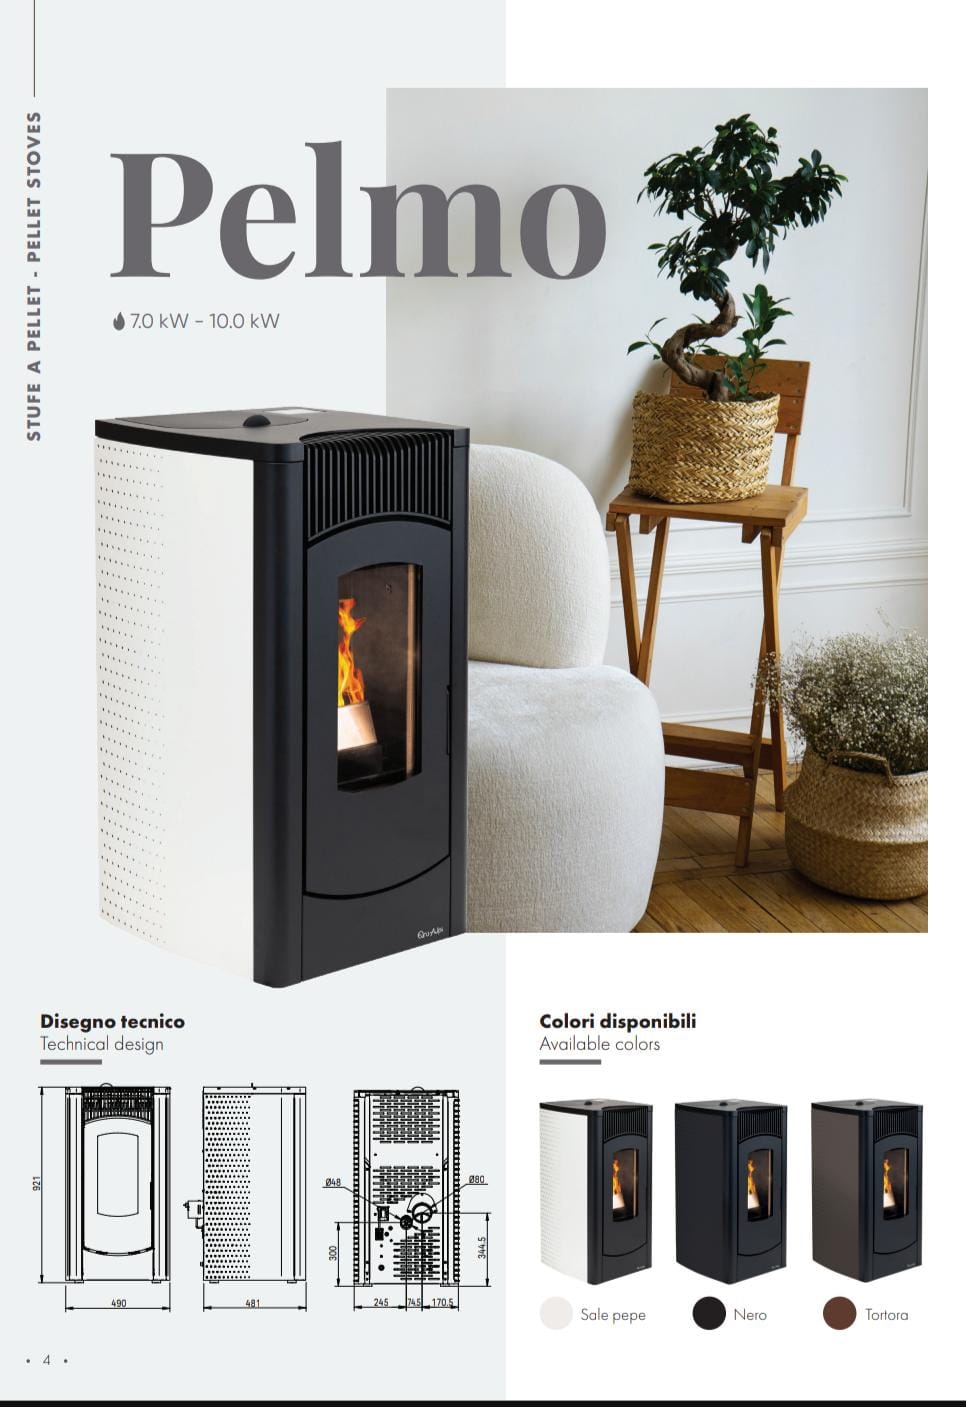 STUFE A PELLET - PELLET STOVES
Pelmo
7.0 kW - 10.0 kW
Disegno tecnico
Technical design
Colori disponibili
Available colors
921
490
481
Ø48
Ø80
300
344.5
245
74.5
170.5
Sale pepe
Nero
Tortora
• 4 •